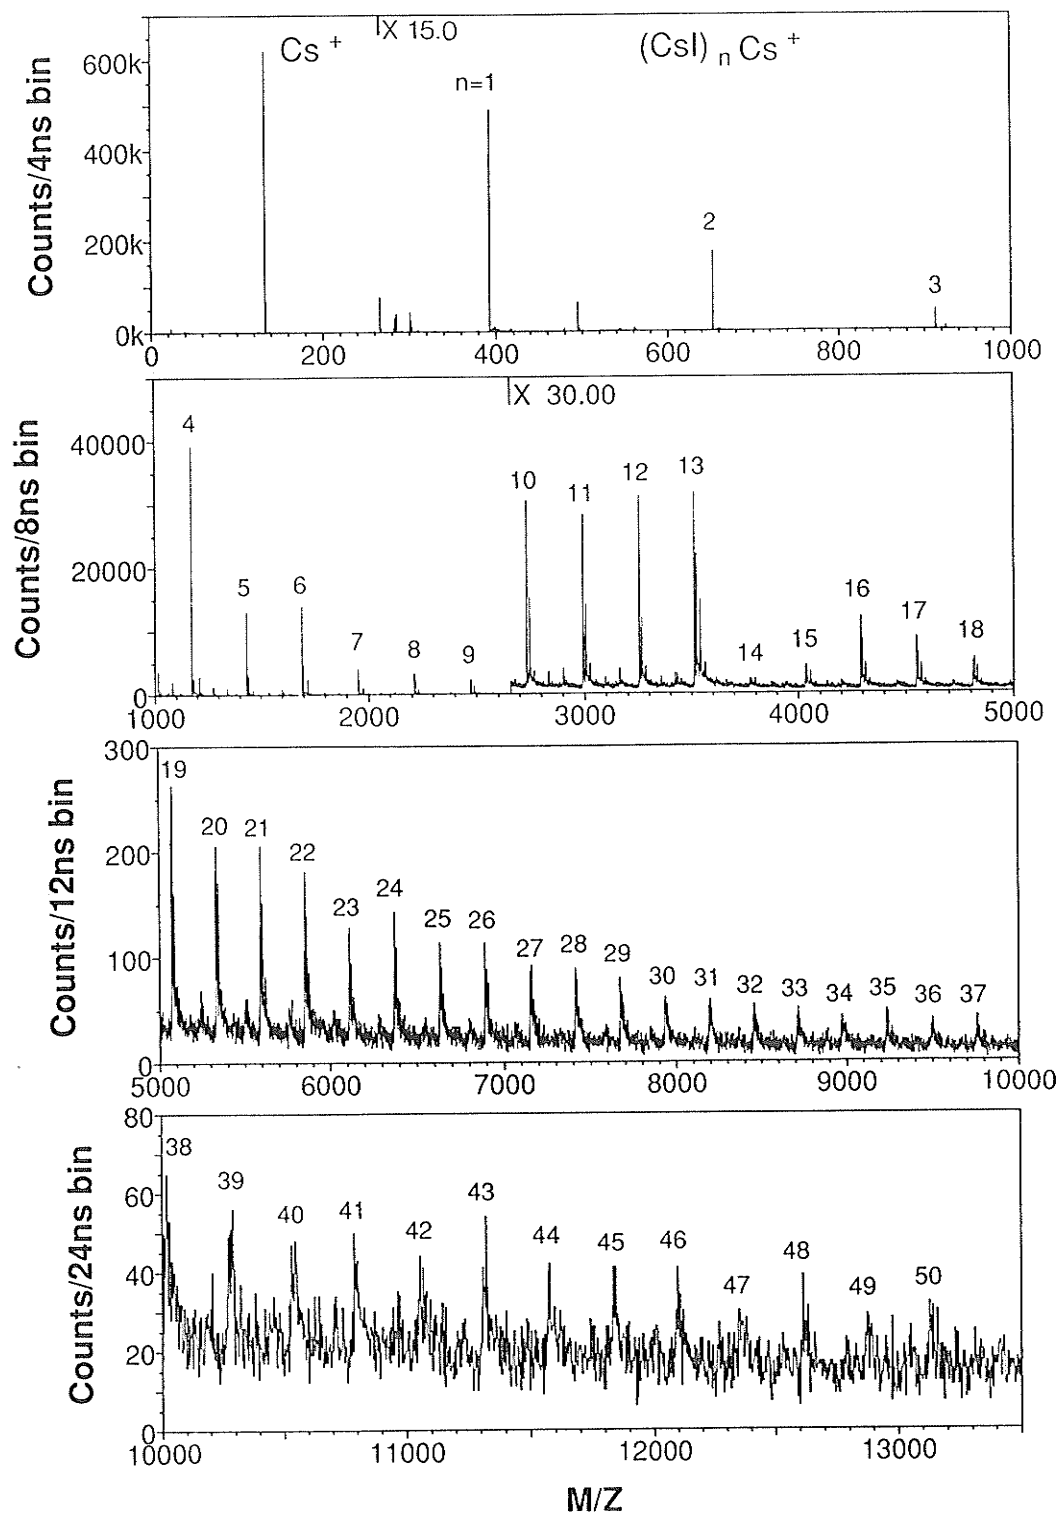 Cs + X 15.0 (CsI) n Cs +
n=1
2
3
Counts/4ns bin
600k
400k
200k
0k
0 200 400 600 800 1000
X 30.00
4 5 6 7 8 9 10 11 12 13 14 15 16 17 18
Counts/8ns bin
40000
20000
0
1000 2000 3000 4000 5000
19 20 21 22 23 24 25 26 27 28 29 30 31 32 33 34 35 36 37
Counts/12ns bin
300
200
100
0
5000 6000 7000 8000 9000 10000
38 39 40 41 42 43 44 45 46 47 48 49 50
Counts/24ns bin
80
60
40
20
0
10000 11000 12000 13000
M/Z